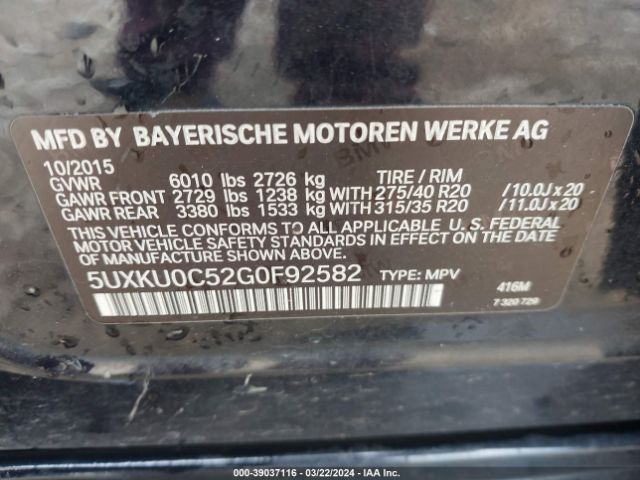 MFD BY BAYERISCHE MOTOREN WERKE AG
10/2015
GVWR 6010 lbs 2726 kg TIRE / RIM
GAWR FRONT 2729 lbs 1238 kg WITH 275/40 R20 /10.0J x 20
GAWR REAR 3380 lbs 1533 kg WITH 315/35 R20 /11.0J x 20
THIS VEHICLE CONFORMS TO ALL APPLICABLE U. S. FEDERAL
MOTOR VEHICLE SAFETY STANDARDS IN EFFECT ON THE DATE
OF MANUFACTURE SHOWN ABOVE.
5UXKU0C52G0F92582 TYPE: MPV 416M
7 320 729
© - 39037116 - 03/22/2024 - IAA Inc.